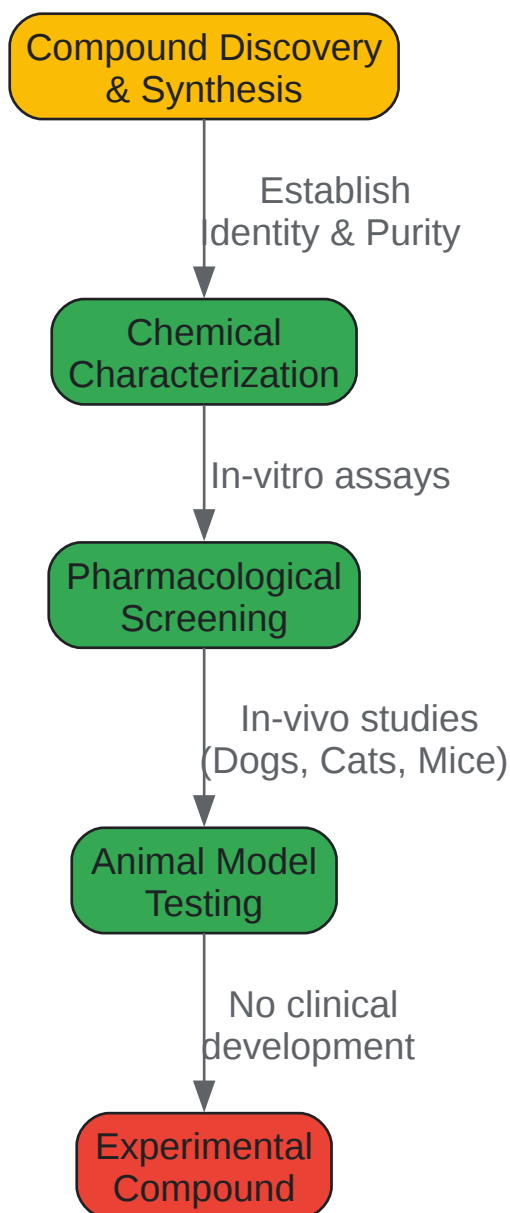 Compound Discovery
& Synthesis
Establish
Identity & Purity
Chemical
Characterization
In-vitro assays
Pharmacological
Screening
In-vivo studies
(Dogs, Cats, Mice)
Animal Model
Testing
No clinical
development
Experimental
Compound